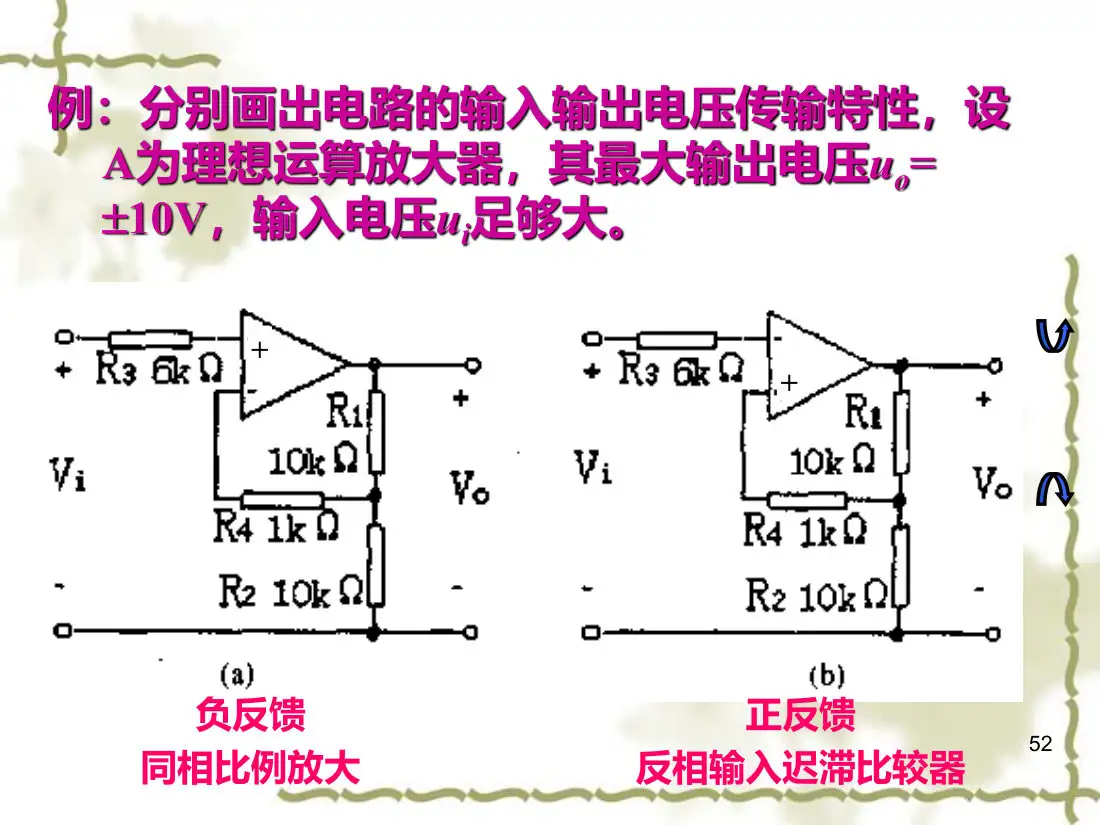 例：分别画出电路的输入输出电压传输特性，设
A为理想运算放大器，其最大输出电压uo=
±10V，输入电压ui足够大。
+
R3 6kΩ
+
-
R1
10kΩ
+
Vi
Vo
R4 1kΩ
R2 10kΩ
-
-
(a)
+
R3 6kΩ
-
+
R1
10kΩ
+
Vi
Vo
R4 1kΩ
R2 10kΩ
-
-
(b)
负反馈
同相比例放大
正反馈
反相输入迟滞比较器
52